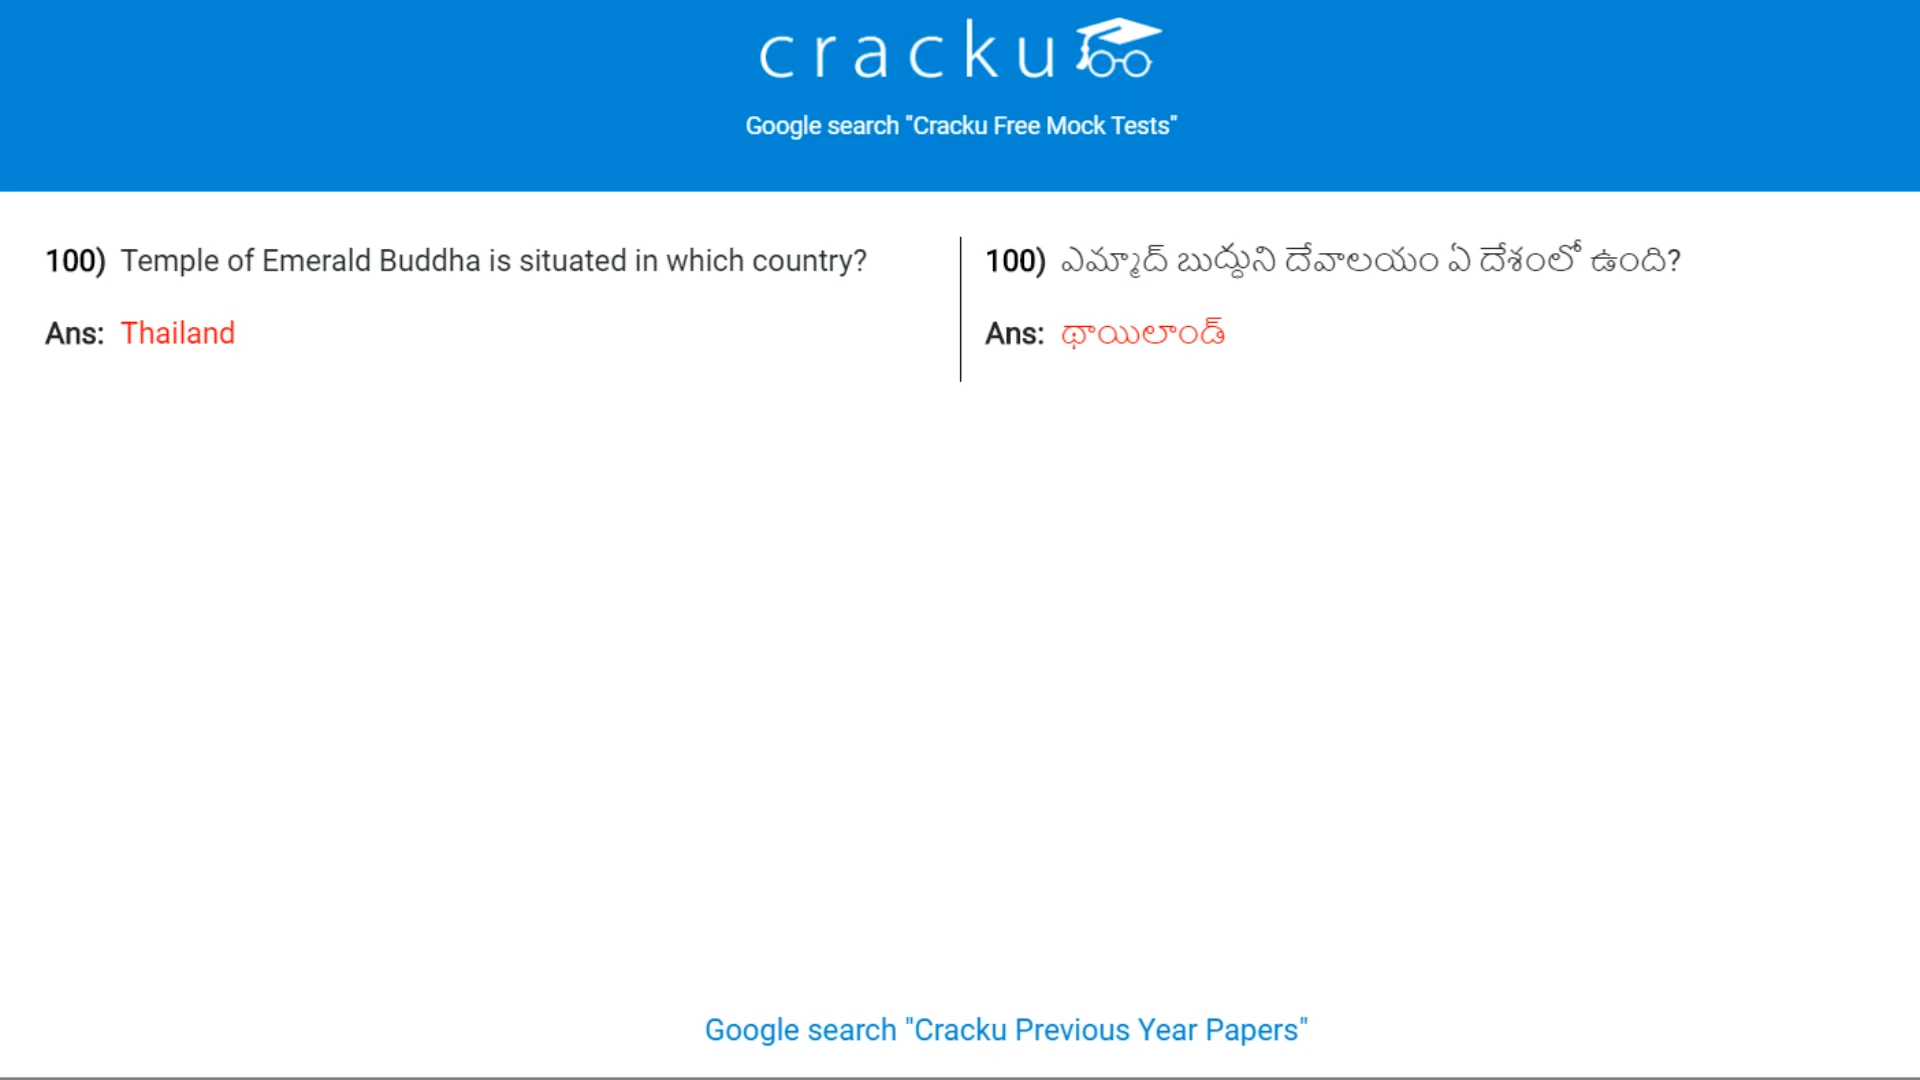 cracku
Google search "Cracku Free Mock Tests"
100) Temple of Emerald Buddha is situated in which country?
Ans: Thailand
100) ఎమ్మాద్ బుద్ధుని దేవాలయం ఏ దేశంలో ఉంది?
Ans: థాయిలాండ్
Google search "Cracku Previous Year Papers"